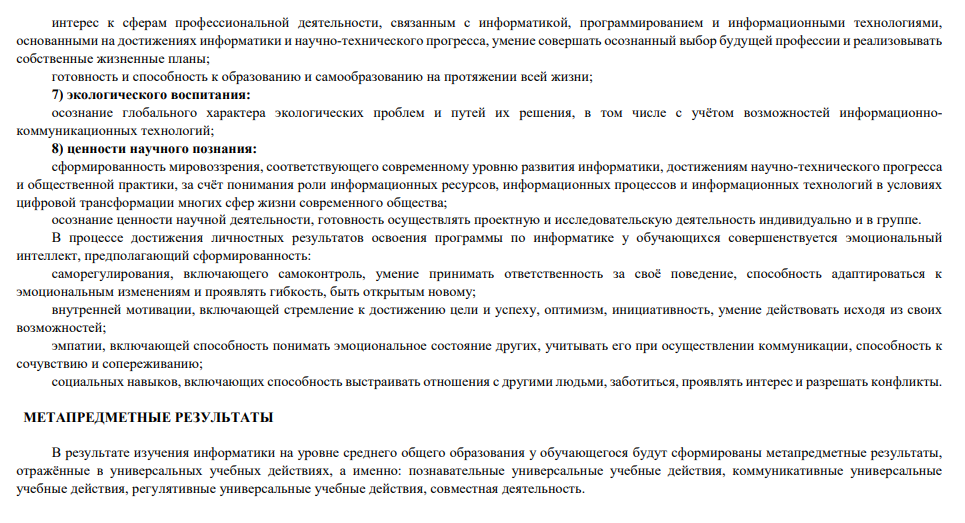 интерес к сферам профессиональной деятельности, связанным с информатикой, программированием и информационными технологиями,
основанными на достижениях информатики и научно-технического прогресса, умение совершать осознанный выбор будущей профессии и реализовывать
собственные жизненные планы;
готовность и способность к образованию и самообразованию на протяжении всей жизни;
7) экологического воспитания:
осознание глобального характера экологических проблем и путей их решения, в том числе с учётом возможностей информационно-
коммуникационных технологий;
8) ценности научного познания:
сформированность мировоззрения, соответствующего современному уровню развития информатики, достижениям научно-технического прогресса
и общественной практики, за счёт понимания роли информационных ресурсов, информационных процессов и информационных технологий в условиях
цифровой трансформации многих сфер жизни современного общества;
осознание ценности научной деятельности, готовность осуществлять проектную и исследовательскую деятельность индивидуально и в группе.
В процессе достижения личностных результатов освоения программы по информатике у обучающихся совершенствуется эмоциональный
интеллект, предполагающий сформированность:
саморегулирования, включающего самоконтроль, умение принимать ответственность за своё поведение, способность адаптироваться к
эмоциональным изменениям и проявлять гибкость, быть открытым новому;
внутренней мотивации, включающей стремление к достижению цели и успеху, оптимизм, инициативность, умение действовать исходя из своих
возможностей;
эмпатии, включающей способность понимать эмоциональное состояние других, учитывать его при осуществлении коммуникации, способность к
сочувствию и сопереживанию;
социальных навыков, включающих способность выстраивать отношения с другими людьми, заботиться, проявлять интерес и разрешать конфликты.
МЕТАПРЕДМЕТНЫЕ РЕЗУЛЬТАТЫ
В результате изучения информатики на уровне среднего общего образования у обучающегося будут сформированы метапредметные результаты,
отражённые в универсальных учебных действиях, а именно: познавательные универсальные учебные действия, коммуникативные универсальные
учебные действия, регулятивные универсальные учебные действия, совместная деятельность.